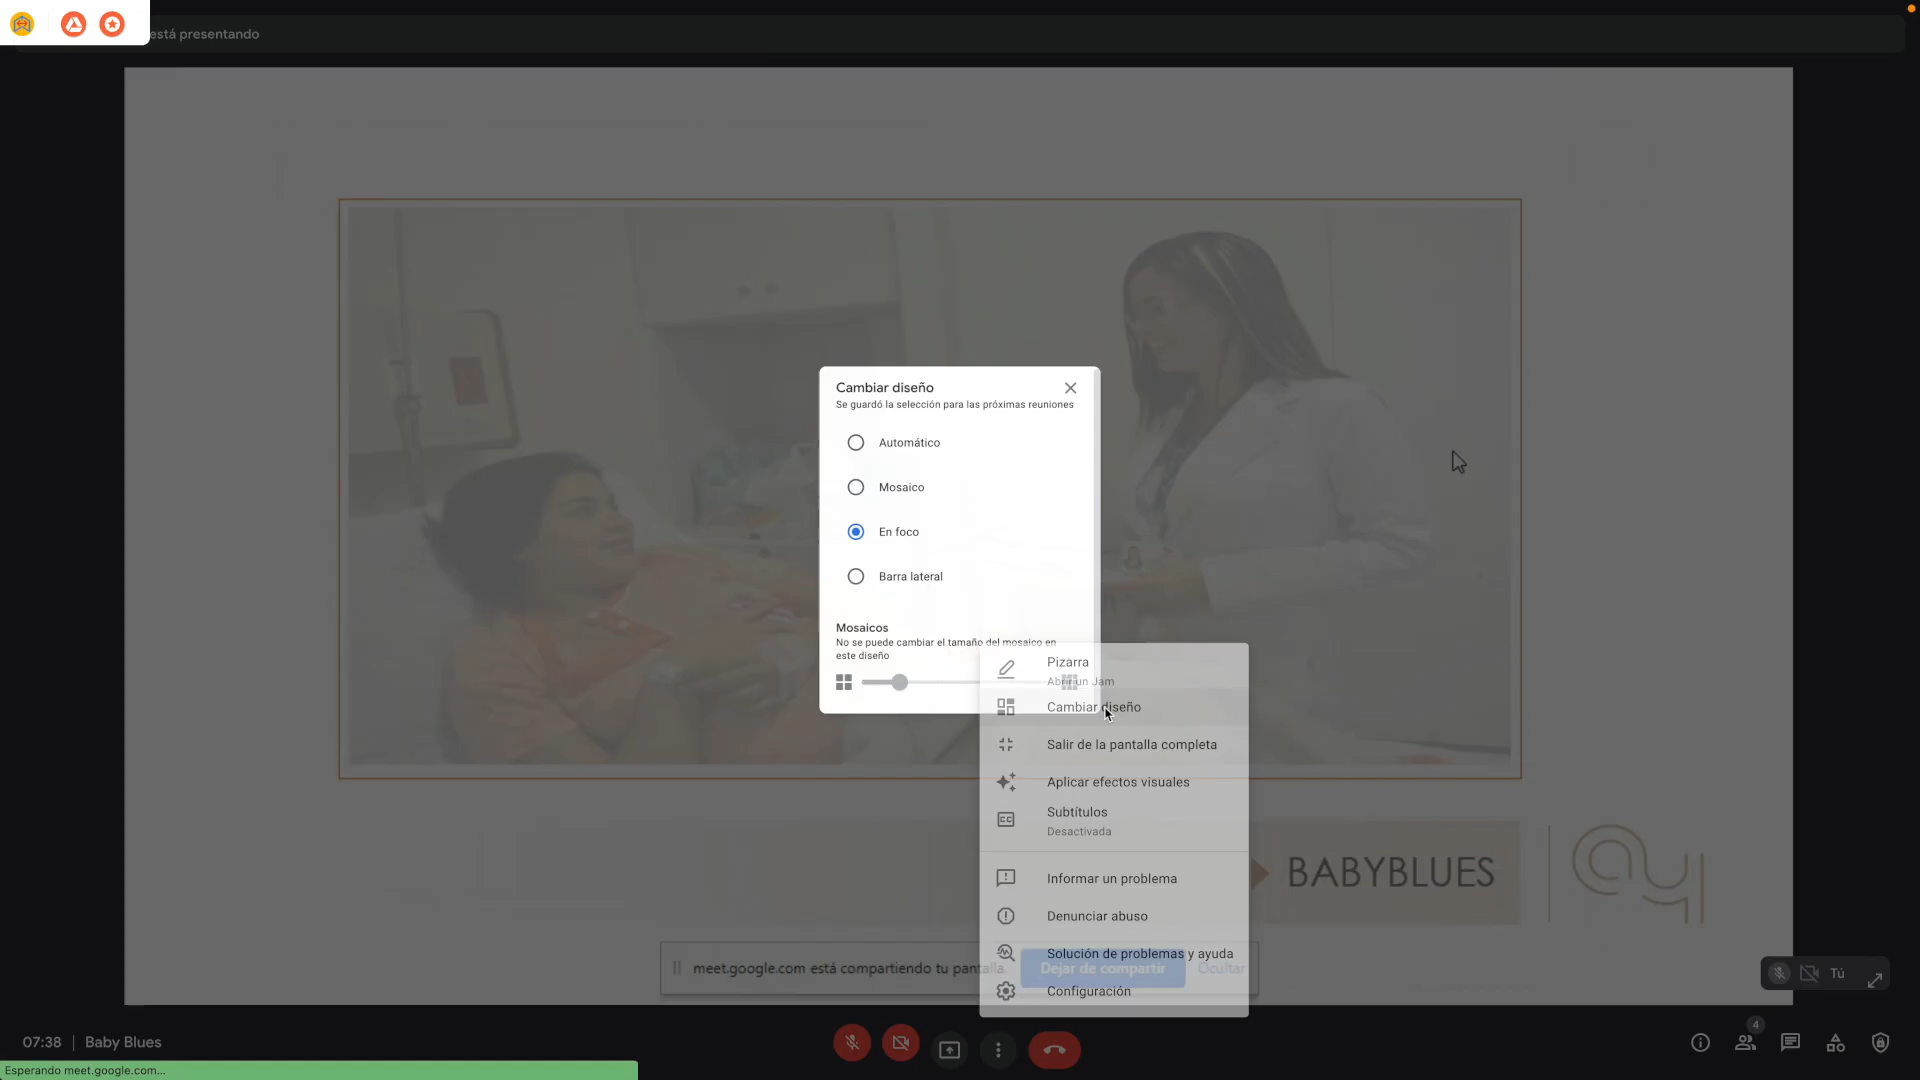 está presentando
Cambiar diseño
Se guardó la selección para las próximas reuniones
Automático
Mosaico
En foco
Barra lateral
Mosaicos
No se puede cambiar el tamaño del mosaico en
este diseño
Pizarra
Abrir un Jam
Cambiar diseño
Salir de la pantalla completa
Aplicar efectos visuales
Subtítulos
Desactivada
Informar un problema
Denunciar abuso
Solución de problemas y ayuda
Configuración
BABYBLUES
meet.google.com está compartiendo tu pantalla.
Dejar de compartir
Ocultar
Tú
07:38 | Baby Blues
4
Esperando meet.google.com...